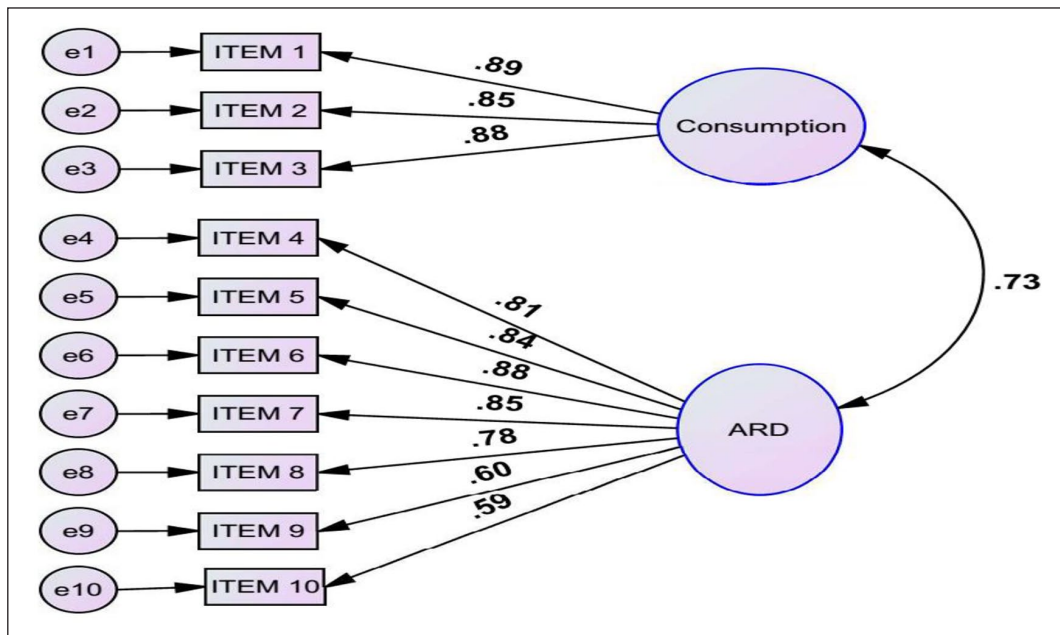 e1
ITEM 1
.89
e2
ITEM 2
.85
Consumption
e3
ITEM 3
.88
e4
ITEM 4
.73
e5
ITEM 5
.81
e6
ITEM 6
.84
e7
ITEM 7
.88
ARD
e8
ITEM 8
.85
e9
ITEM 9
.78
e10
ITEM 10
.60
.59